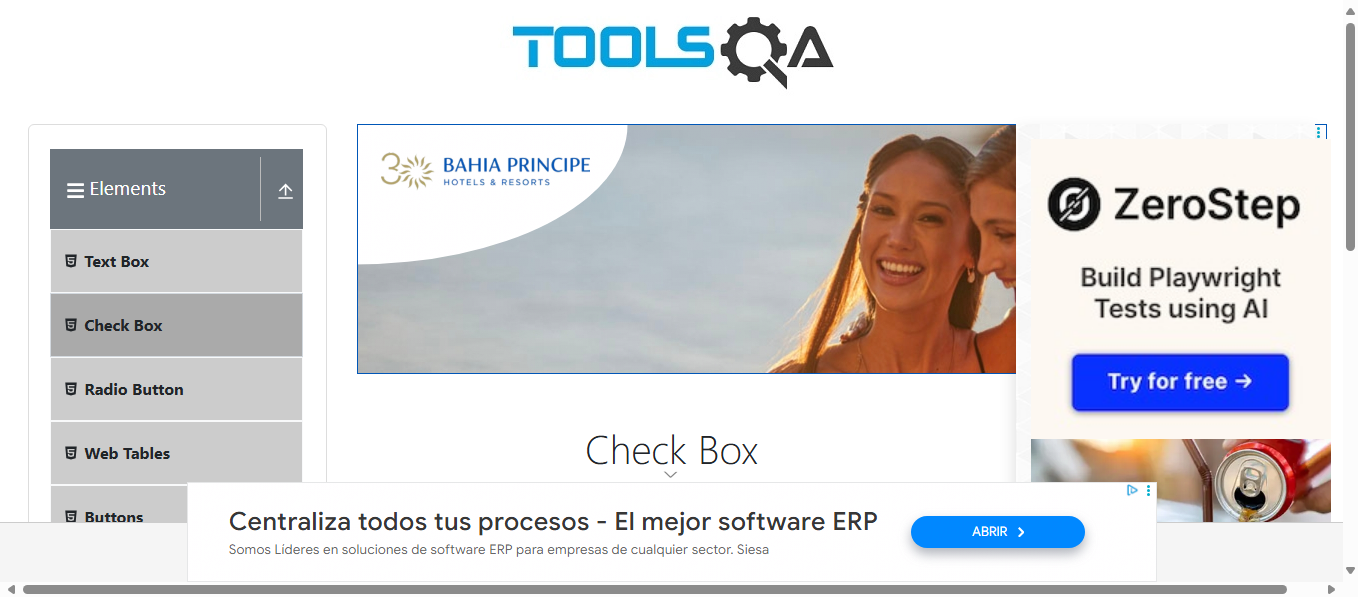 TOOLSQA
Elements
Text Box
Check Box
Radio Button
Web Tables
Buttons
30 BAHIA PRINCIPE
HOTELS & RESORTS
ZeroStep
Build Playwright
Tests using AI
Try for free →
Check Box
Centraliza todos tus procesos - El mejor software ERP
Somos Líderes en soluciones de software ERP para empresas de cualquier sector. Siesa
ABRIR